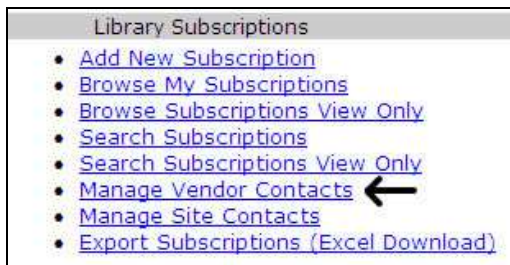 Library Subscriptions
Add New Subscription
Browse My Subscriptions
Browse Subscriptions View Only
Search Subscriptions
Search Subscriptions View Only
Manage Vendor Contacts
Manage Site Contacts
Export Subscriptions (Excel Download)